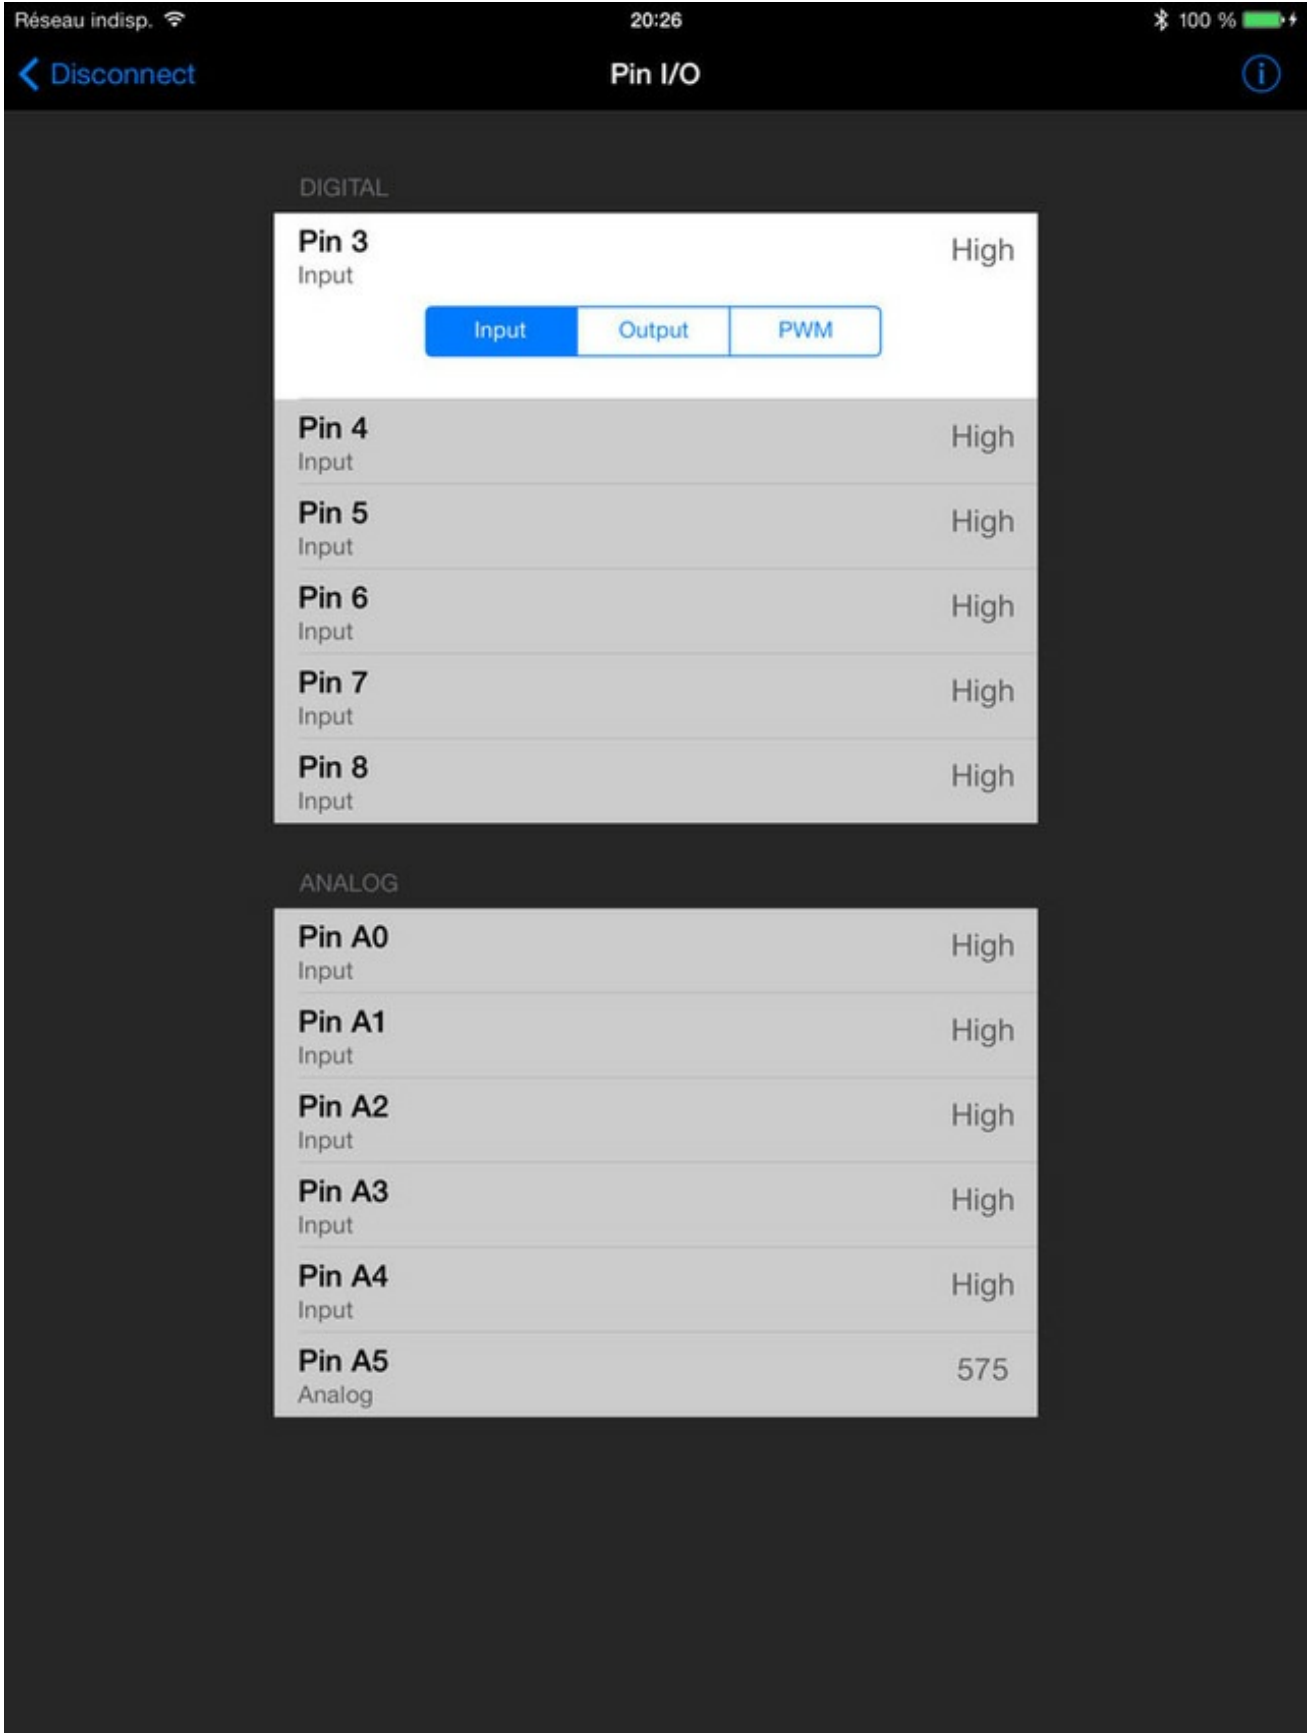 Réseau indisp. 20:26 100 %
Disconnect Pin I/O i
DIGITAL
Pin 3 High
Input
Input Output PWM
Pin 4 High
Input
Pin 5 High
Input
Pin 6 High
Input
Pin 7 High
Input
Pin 8 High
Input
ANALOG
Pin A0 High
Input
Pin A1 High
Input
Pin A2 High
Input
Pin A3 High
Input
Pin A4 High
Input
Pin A5 575
Analog